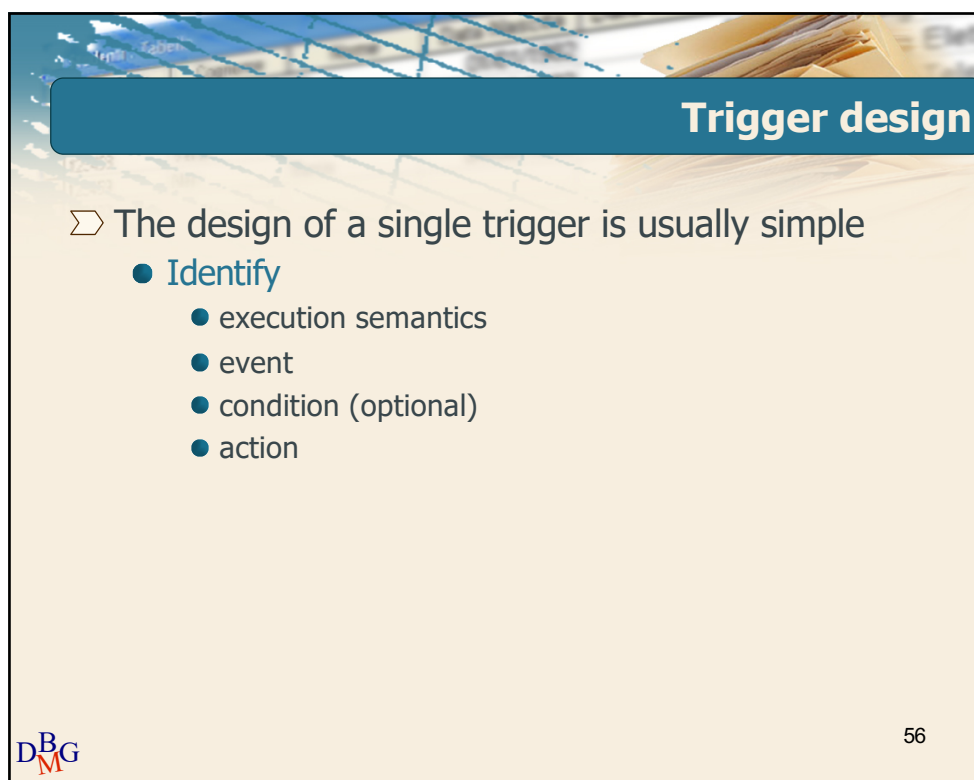 Trigger design
The design of a single trigger is usually simple
Identify
execution semantics
event
condition (optional)
action
DBMG
56